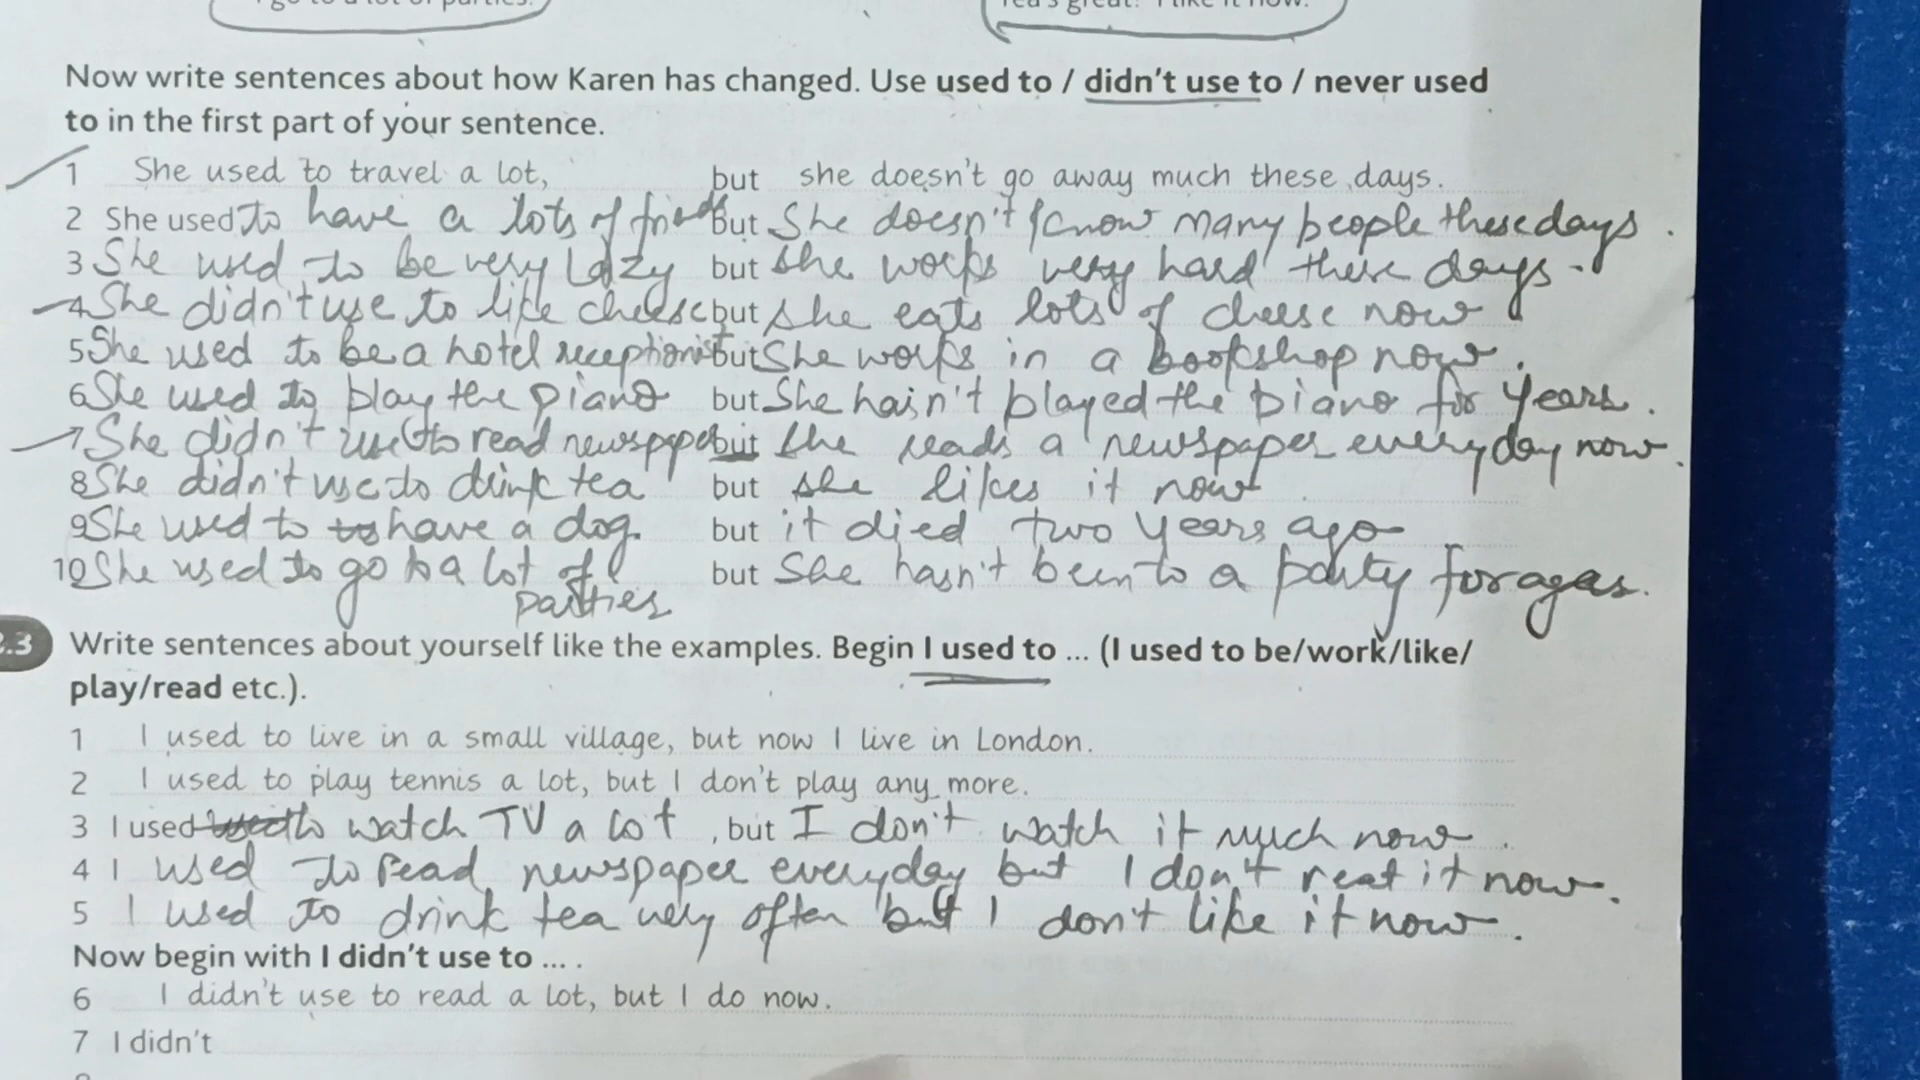 I go to a lot of parties. Tea's great! I like it now.
Now write sentences about how Karen has changed. Use used to / didn't use to / never used
to in the first part of your sentence.
1 She used to travel a lot, but she doesn't go away much these days.
2 She used to have a lots of friends but She doesn't know many people these days.
3 She used to be very lazy but she works very hard these days.
4 She didn't use to like cheese but she eats lots of cheese now
5 She used to be a hotel receptionist but She works in a bookshop now.
6 She used to play the piano but She hasn't played the piano for years.
7 She didn't use to read newspaper but she reads a newspaper everyday now.
8 She didn't use to drink tea but she likes it now.
9 She used to to have a dog. but it died two years ago
10 She used to go to a lot of but She hasn't been to a party for ages.
parties
2.3 Write sentences about yourself like the examples. Begin I used to ... (I used to be/work/like/
play/read etc.).
1 I used to live in a small village, but now I live in London.
2 I used to play tennis a lot, but I don't play any more.
3 I used to watch TV a lot, but I don't watch it much now.
4 I used to read newspaper everyday but I don't reat it now.
5 I used to drink tea very often but I don't like it now.
Now begin with I didn't use to ... .
6 I didn't use to read a lot, but I do now.
7 I didn't